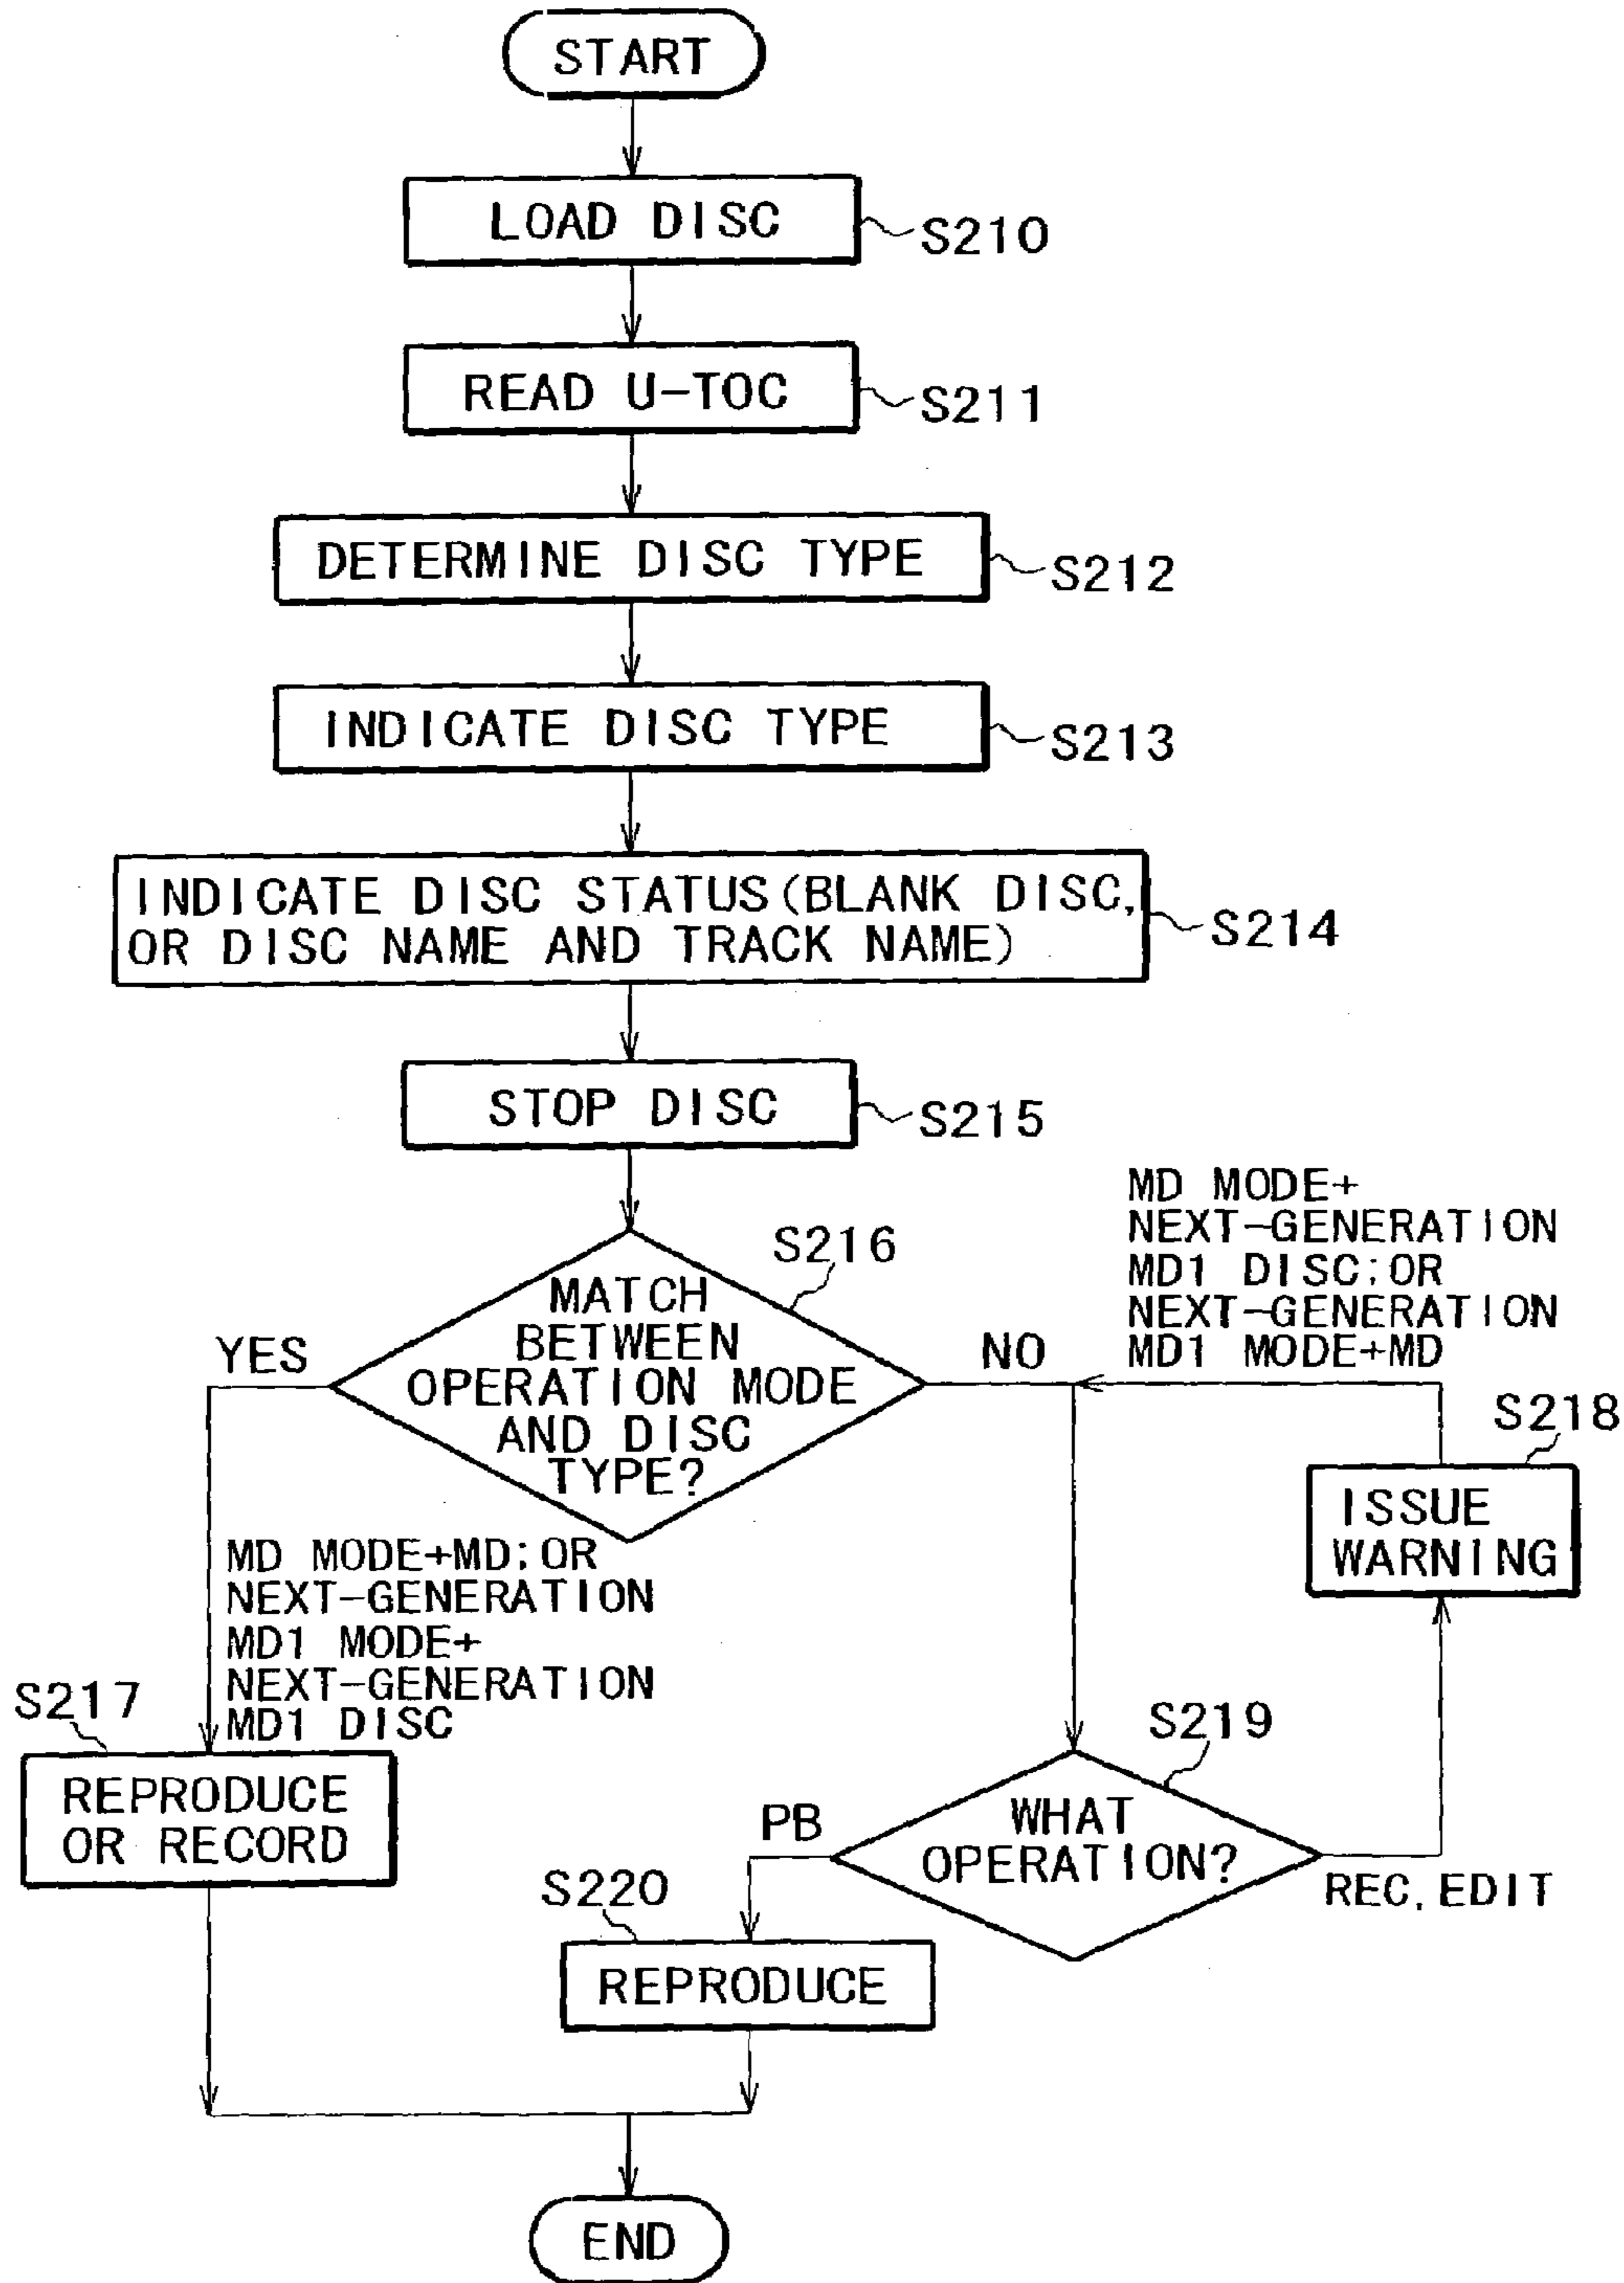 START
LOAD DISC
S210
READ U-TOC
S211
DETERMINE DISC TYPE
S212
INDICATE DISC TYPE
S213
INDICATE DISC STATUS(BLANK DISC,
OR DISC NAME AND TRACK NAME)
S214
STOP DISC
S215
S216
MATCH
BETWEEN
OPERATION MODE
AND DISC
TYPE?
YES
NO
MD MODE+
NEXT-GENERATION
MD1 DISC;OR
NEXT-GENERATION
MD1 MODE+MD
S218
ISSUE
WARNING
MD MODE+MD;OR
NEXT-GENERATION
MD1 MODE+
NEXT-GENERATION
MD1 DISC
S217
REPRODUCE
OR RECORD
S219
WHAT
OPERATION?
PB
REC, EDIT
S220
REPRODUCE
END